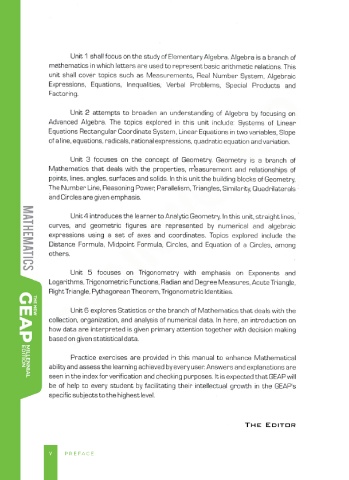 Unit 1 shall focus on the study of Elementary Algebra. Algebra is a branch of
mathematics in which letters are used to represent basic arithmetic relations. This
unit shall cover topics such as Measurements, Real Number System, Algebraic
Expressions, Equations, Inequalities, Verbal Problems, Special Products and
Factoring.
Unit 2 attempts to broaden an understanding of Algebra by focusing on
Advanced Algebra. The topics explored in this unit include: Systems of Linear
Equations Rectangular Coordinate System, Linear Equations in two variables, Slope
of a line, equations, radicals, rational expressions, quadratic equation and variation.
Unit 3 focuses on the concept of Geometry. Geometry is a branch of
Mathematics that deals with the properties, measurement and relationships of
points, lines, angles, surfaces and solids. In this unit the building blocks of Geometry,
The Number Line, Reasoning Power, Parallelism, Triangles, Similarity, Quadrilaterals
and Circles are given emphasis.
Unit 4 introduces the learner to Analytic Geometry. In this unit, straight lines,
curves, and geometric figures are represented by numerical and algebraic
expressions using a set of axes and coordinates. Topics explored include the
Distance Formula, Midpoint Formula, Circles, and Equation of a Circles, among
others.
Unit 5 focuses on Trigonometry with emphasis on Exponents and
Logarithms, Trigonometric Functions, Radian and Degree Measures, Acute Triangle,
Right Triangle, Pythagorean Theorem, Trigonometric Identities.
Unit 6 explores Statistics or the branch of Mathematics that deals with the
collection, organization, and analysis of numerical data. In here, an introduction on
how data are interpreted is given primary attention together with decision making
based on given statistical data.
Practice exercises are provided in this manual to enhance Mathematical
ability and assess the learning achieved by every user. Answers and explanations are
seen in the index for verification and checking purposes. It is expected that GEAP will
be of help to every student by facilitating their intellectual growth in the GEAP's
specific subjects to the highest level.
THE EDITOR
MATHEMATICS
THE NEW
GEAP
MILLENNIAL
EDITION
V PREFACE